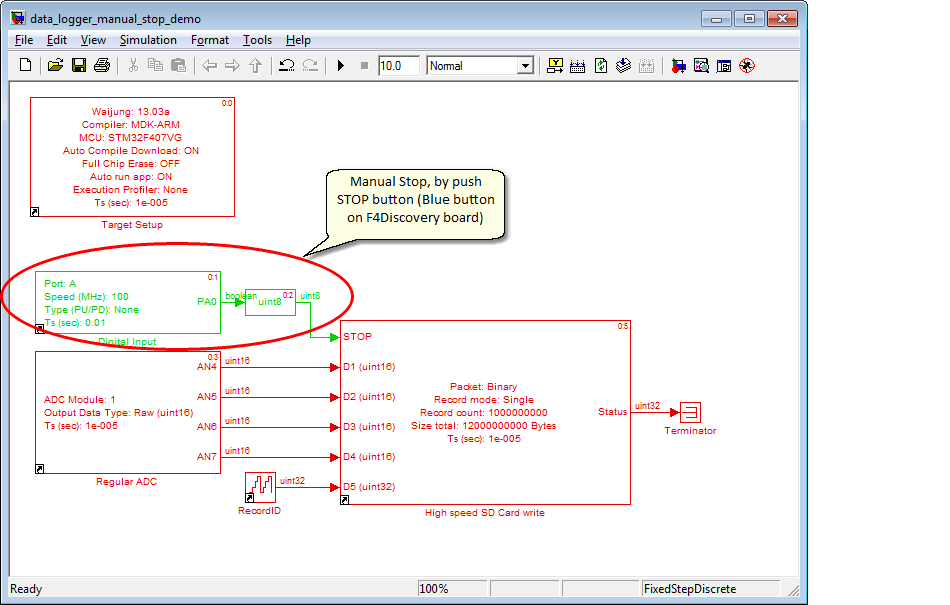 data_logger_manual_stop_demo
File Edit View Simulation Format Tools Help
10.0 Normal
0:0
Waijung: 13.03a
Compiler: MDK-ARM
MCU: STM32F407VG
Auto Compile Download: ON
Full Chip Erase: OFF
Auto run app: ON
Execution Profiler: None
Ts (sec): 1e-005
Target Setup
Manual Stop, by push
STOP button (Blue button
on F4Discovery board)
0:1
Port: A
Speed (MHz): 100
Type (PU/PD): None
Ts (sec): 0.01
PA0
Digital Input
boolean
0:2
uint8
uint8
0:3
ADC Module: 1
Output Data Type: Raw (uint16)
Ts (sec): 1e-005
AN4
AN5
AN6
AN7
Regular ADC
uint16
uint16
uint16
uint16
RecordID
uint32
0:5
STOP
D1 (uint16)
D2 (uint16)
D3 (uint16)
D4 (uint16)
D5 (uint32)
Packet: Binary
Record mode: Single
Record count: 1000000000
Size total: 12000000000 Bytes
Ts (sec): 1e-005
Status
High speed SD Card write
uint32
Terminator
Ready 100% FixedStepDiscrete